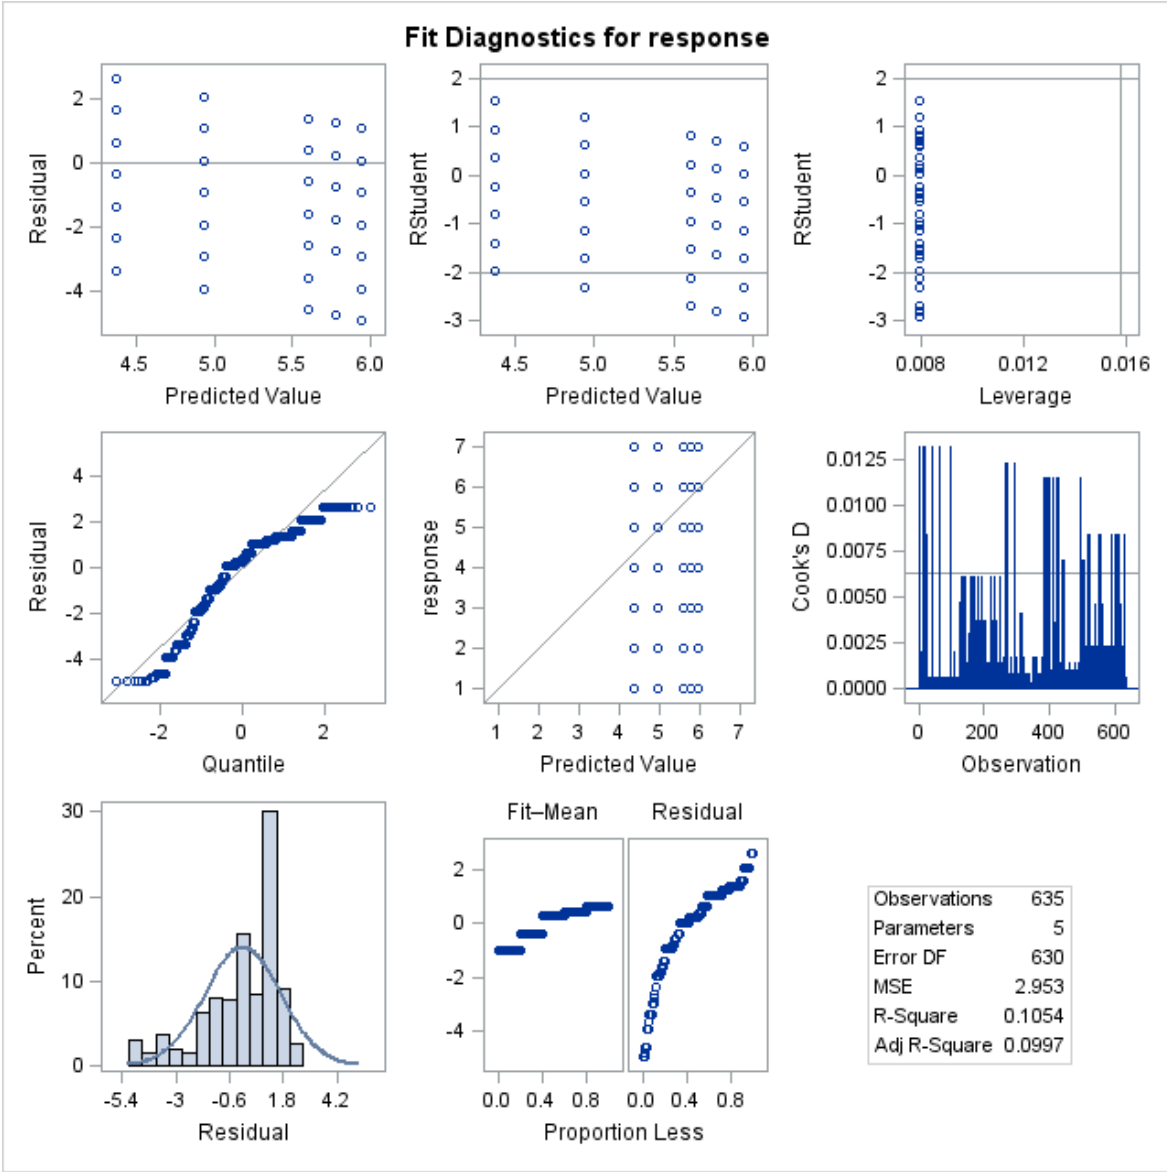 Fit Diagnostics for response
2
0
-2
-4
Residual
4.5 5.0 5.5 6.0
Predicted Value
2
1
0
-1
-2
-3
RStudent
4.5 5.0 5.5 6.0
Predicted Value
2
1
0
-1
-2
-3
RStudent
0.008 0.012 0.016
Leverage
4
2
0
-2
-4
Residual
-2 0 2
Quantile
7
6
5
4
3
2
1
response
1 2 3 4 5 6 7
Predicted Value
0.0125
0.0100
0.0075
0.0050
0.0025
0.0000
Cook's D
0 200 400 600
Observation
30
20
10
0
Percent
-5.4 -3 -0.6 1.8 4.2
Residual
Fit–Mean Residual
2
0
-2
-4
0.0 0.4 0.8 0.0 0.4 0.8
Proportion Less
Observations 635
Parameters 5
Error DF 630
MSE 2.953
R-Square 0.1054
Adj R-Square 0.0997